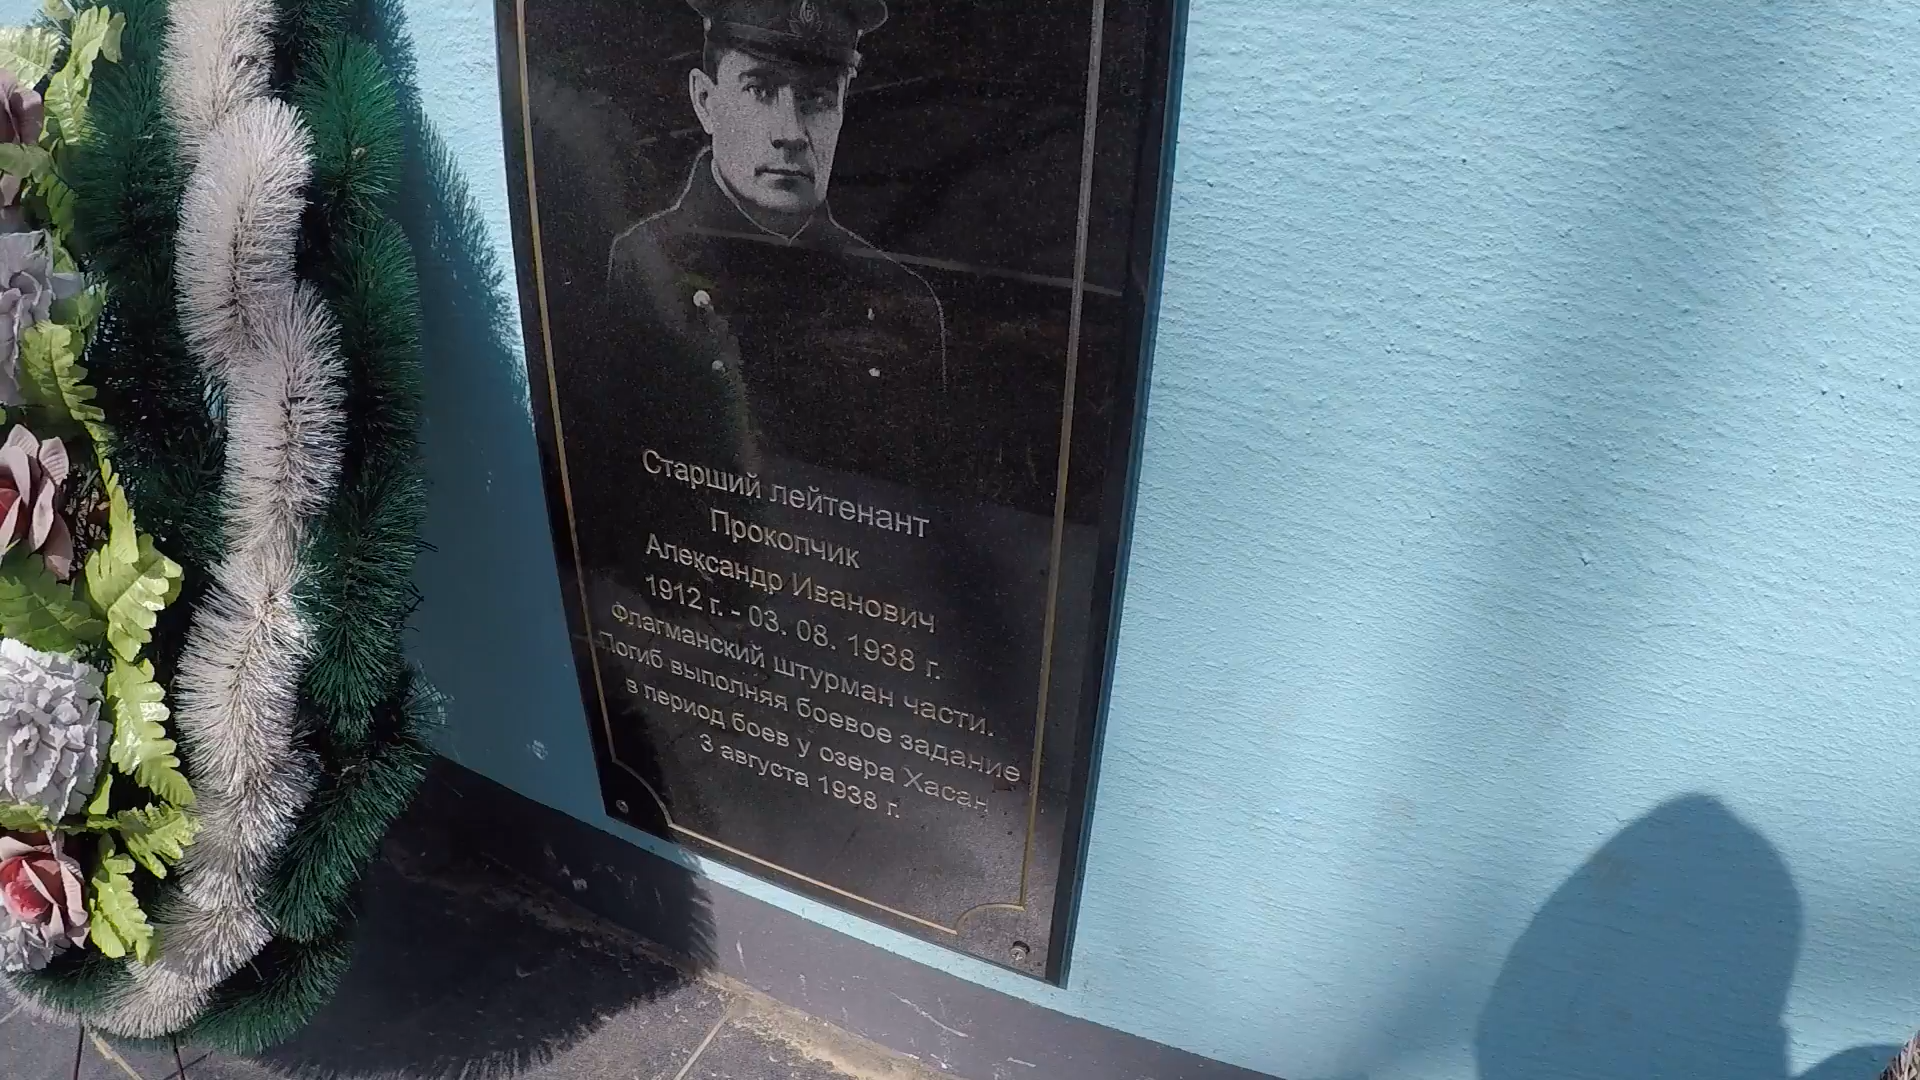 Старший лейтенант
Прокопчик
Александр Иванович
1912 г. - 03. 08. 1938 г.
Флагманский штурман части.
Погиб выполняя боевое задание
в период боев у озера Хасан
3 августа 1938 г.